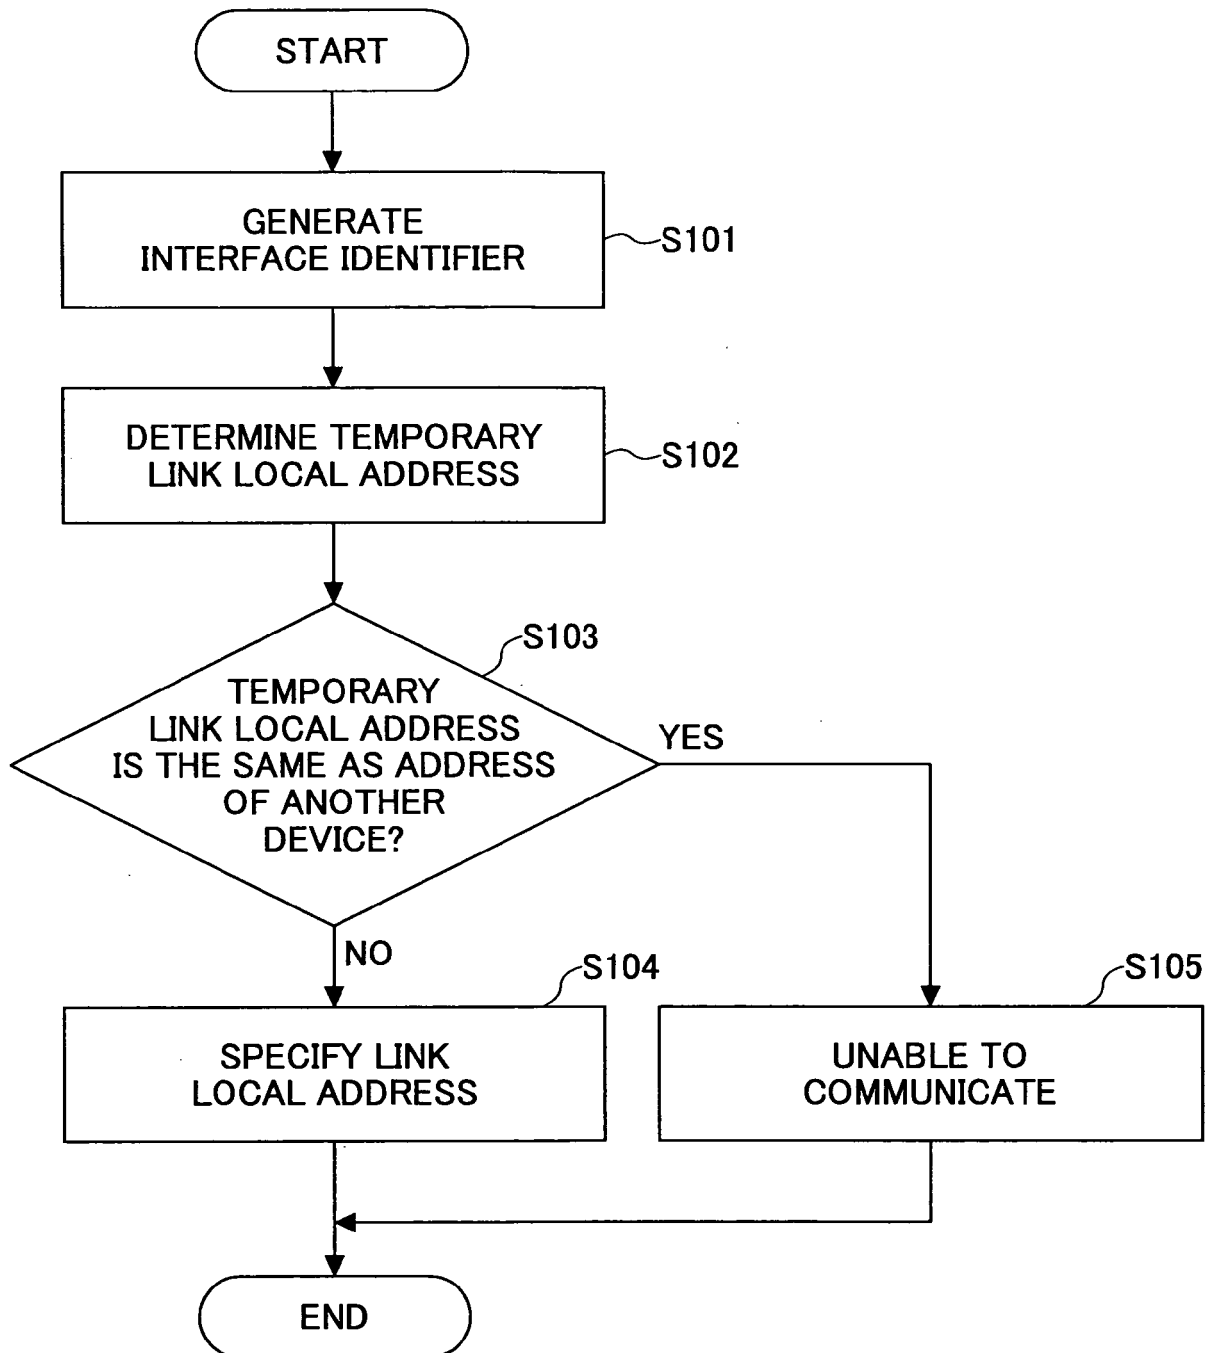 START
GENERATE
INTERFACE IDENTIFIER
S101
DETERMINE TEMPORARY
LINK LOCAL ADDRESS
S102
S103
TEMPORARY
LINK LOCAL ADDRESS
IS THE SAME AS ADDRESS
OF ANOTHER
DEVICE?
YES
NO
S104
SPECIFY LINK
LOCAL ADDRESS
S105
UNABLE TO
COMMUNICATE
END